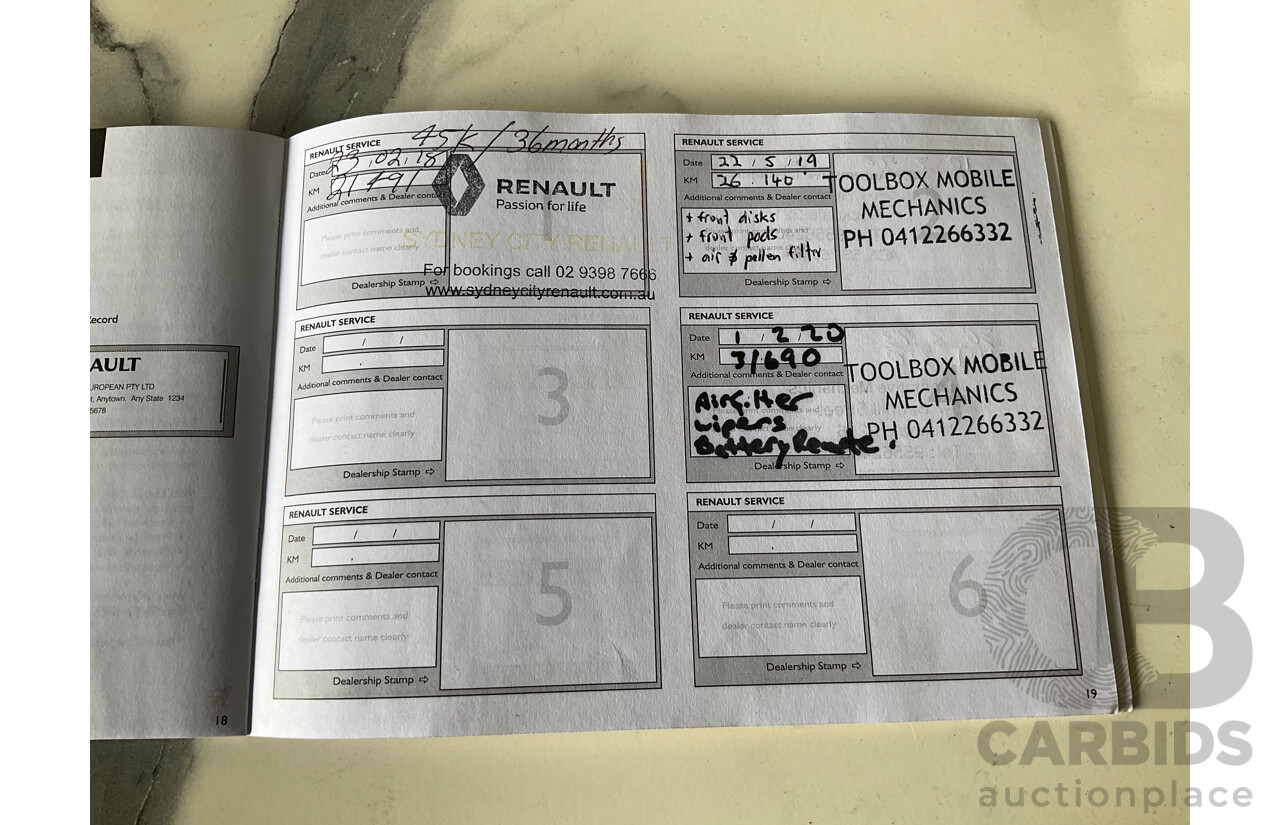 ecord
AULT
UROPEAN PTY LTD
t, Anytown. Any State 1234
5678
18
45K / 36months
RENAULT SERVICE
Date 23.02.18
KM 21491
Additional comments & Dealer contact
Please print comments and
dealer contact name clearly
Dealership Stamp ⇨
RENAULT
Passion for life
SYDNEY CITY RENAULT
For bookings call 02 9398 7666
www.sydneycityrenault.com.au
RENAULT SERVICE
Date / /
KM .
Additional comments & Dealer contact
Please print comments and
dealer contact name clearly
Dealership Stamp ⇨
3
RENAULT SERVICE
Date / /
KM .
Additional comments & Dealer contact
Please print comments and
dealer contact name clearly
Dealership Stamp ⇨
5
RENAULT SERVICE
Date 22 / 5 / 19
KM 26.140
Additional comments & Dealer contact
+ front disks
+ front pads
+ air & pollen filtr
Dealership Stamp ⇨
TOOLBOX MOBILE
MECHANICS
PH 0412266332
RENAULT SERVICE
Date 1 / 2 / 20
KM 31690
Additional comments & Dealer contact
Airfilter
wipers
Battery Remote.
Dealership Stamp ⇨
TOOLBOX MOBILE
MECHANICS
PH 0412266332
RENAULT SERVICE
Date / /
KM .
Additional comments & Dealer contact
Please print comments and
dealer contact name clearly
Dealership Stamp ⇨
6
19
CB
CARBIDS
auctionplace